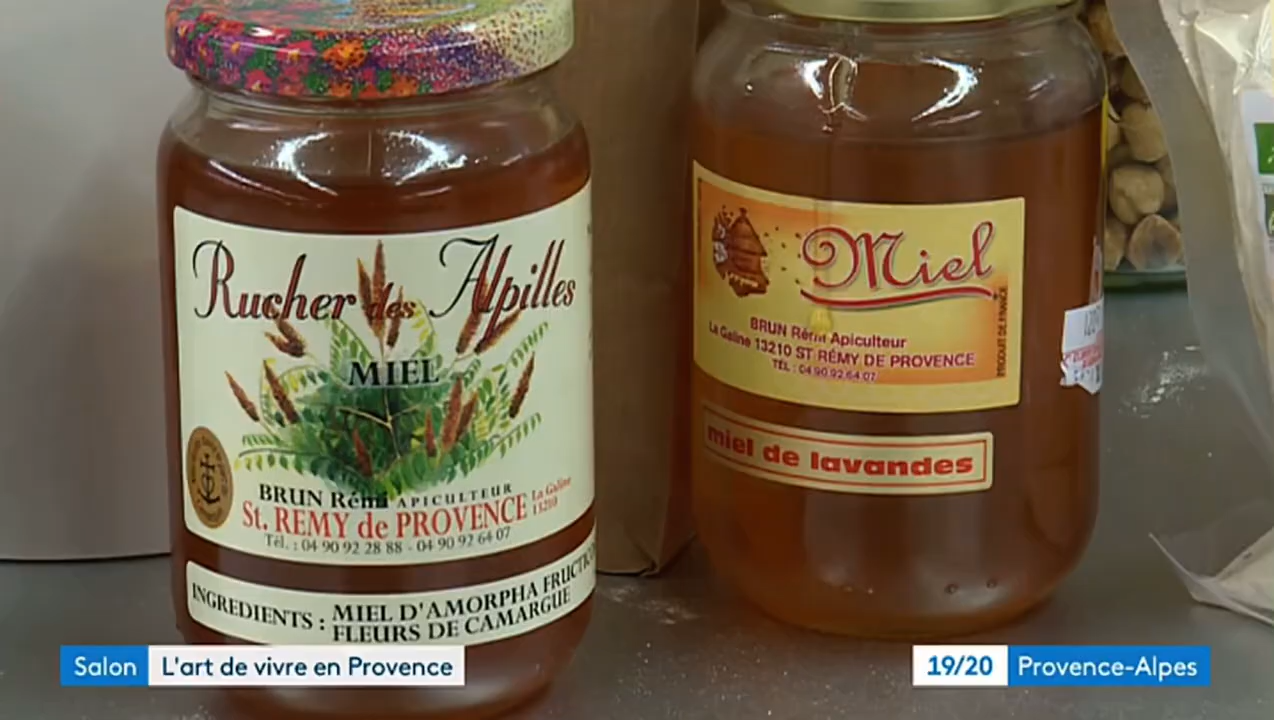 Rucher des Alpilles
MIEL
BRUN Rémi APICULTEUR
La Galine
13210
St. REMY de PROVENCE
Tél. : 04 90 92 28 88 - 04 90 92 64 07
INGREDIENTS : MIEL D'AMORPHA
FLEURS DE CAMARGUE
Miel
BRUN Rémi Apiculteur
La Galine 13210 ST RÉMY DE PROVENCE
TÉL : 04 90 92 64 07
PRODUIT DE FRANCE
miel de lavandes
Salon L'art de vivre en Provence
19/20 Provence-Alpes